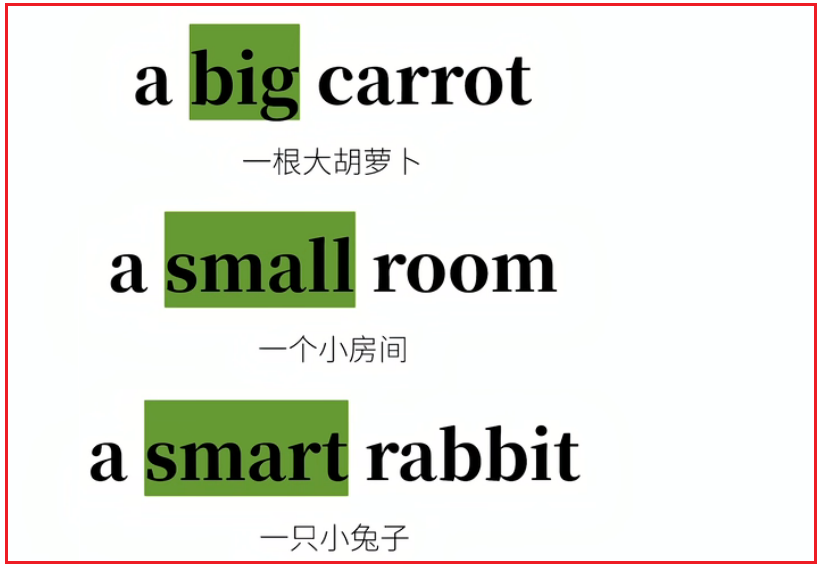 a big carrot
一根大胡萝卜
a small room
一个小房间
a smart rabbit
一只小兔子